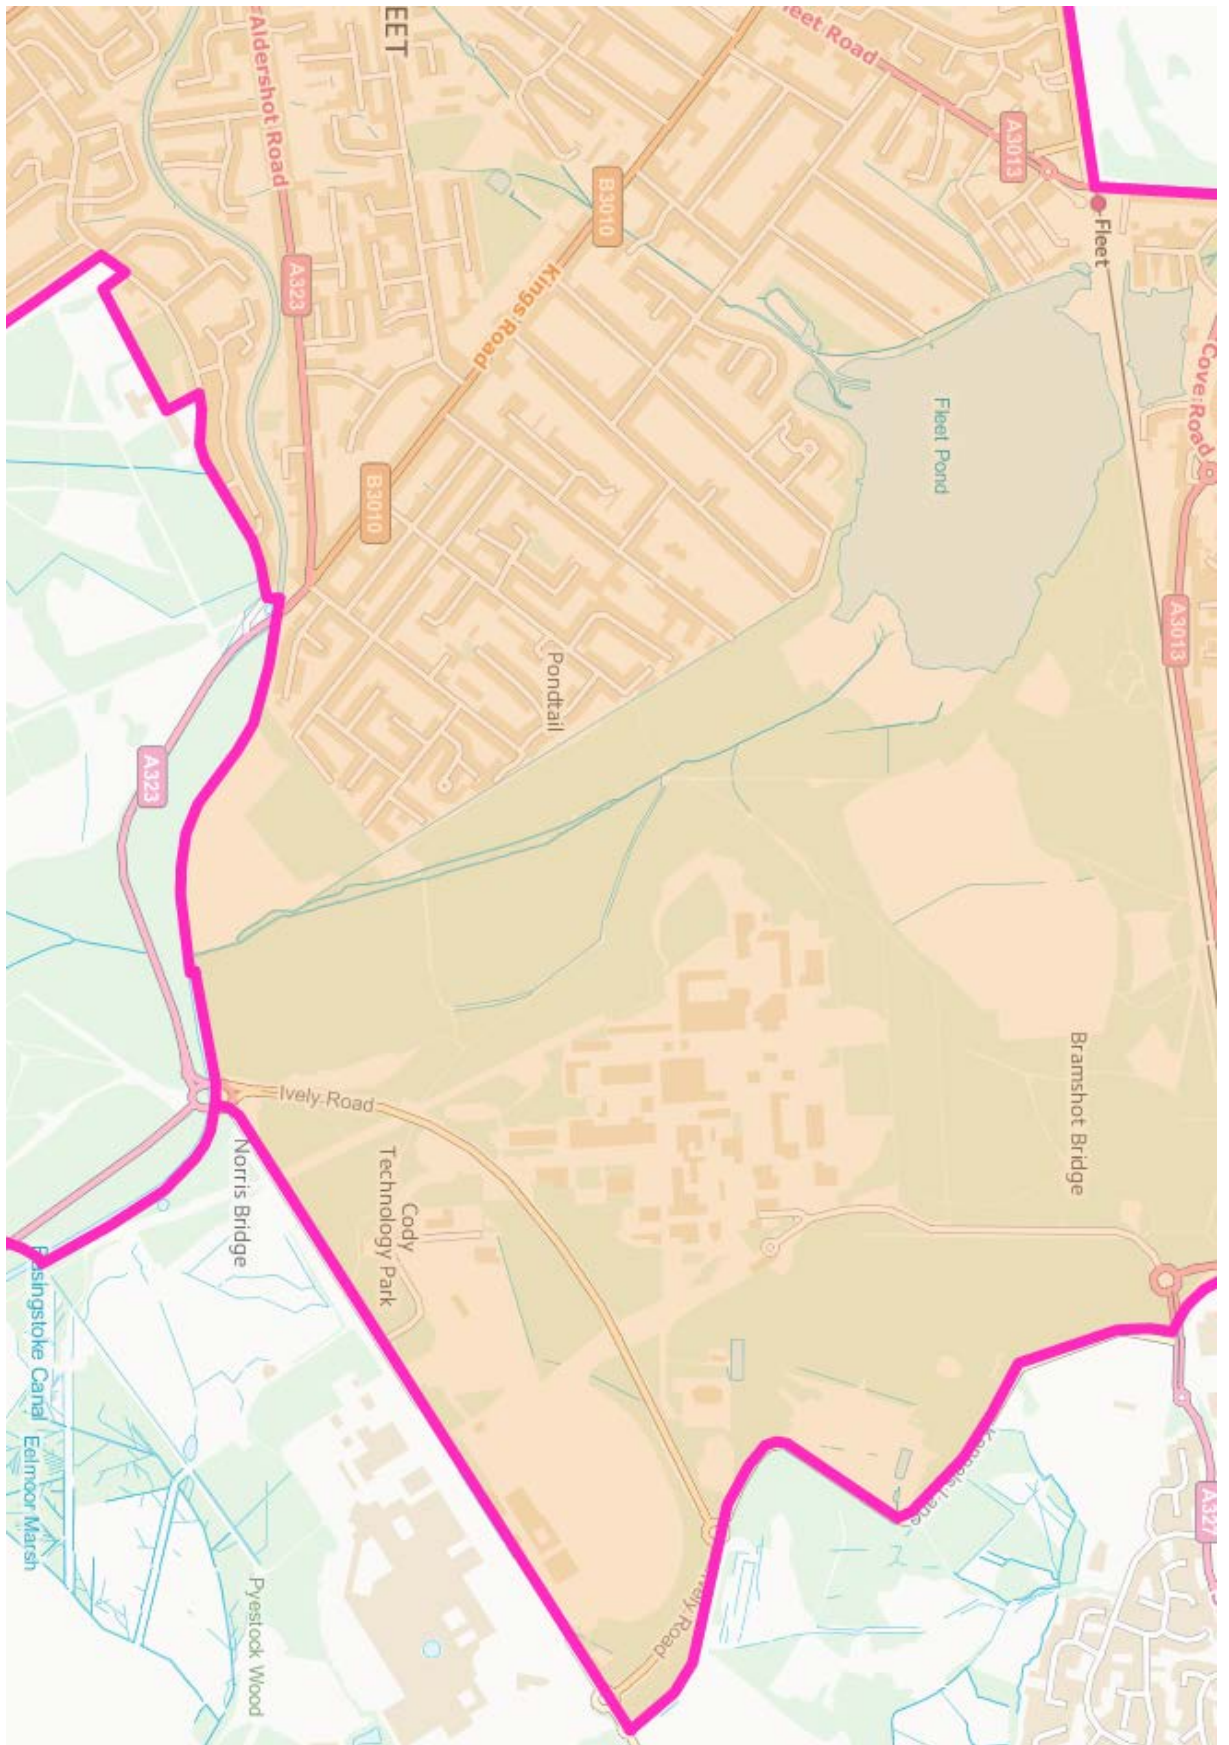 EET
Aldershot Road
Fleet Road
A3013
Fleet
B3010
A323
Kings Road
Cove Road
Fleet Pond
B3010
A3013
Pondtail
A323
Bramshot Bridge
Ively Road
Norris Bridge
Cody
Technology Park
Basingstoke Canal
Eelmoor Marsh
A327
Ively Road
Pyestock Wood